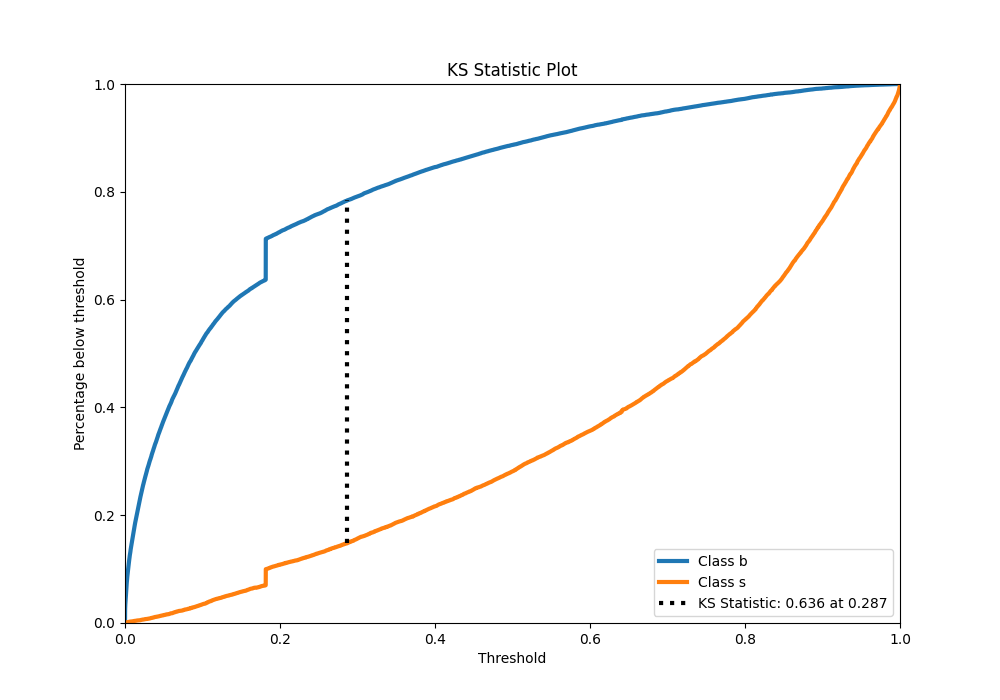 KS Statistic Plot
Percentage below threshold
1.0
0.8
0.6
0.4
0.2
0.0
0.0 0.2 0.4 0.6 0.8 1.0
Threshold
Class b
Class s
KS Statistic: 0.636 at 0.287